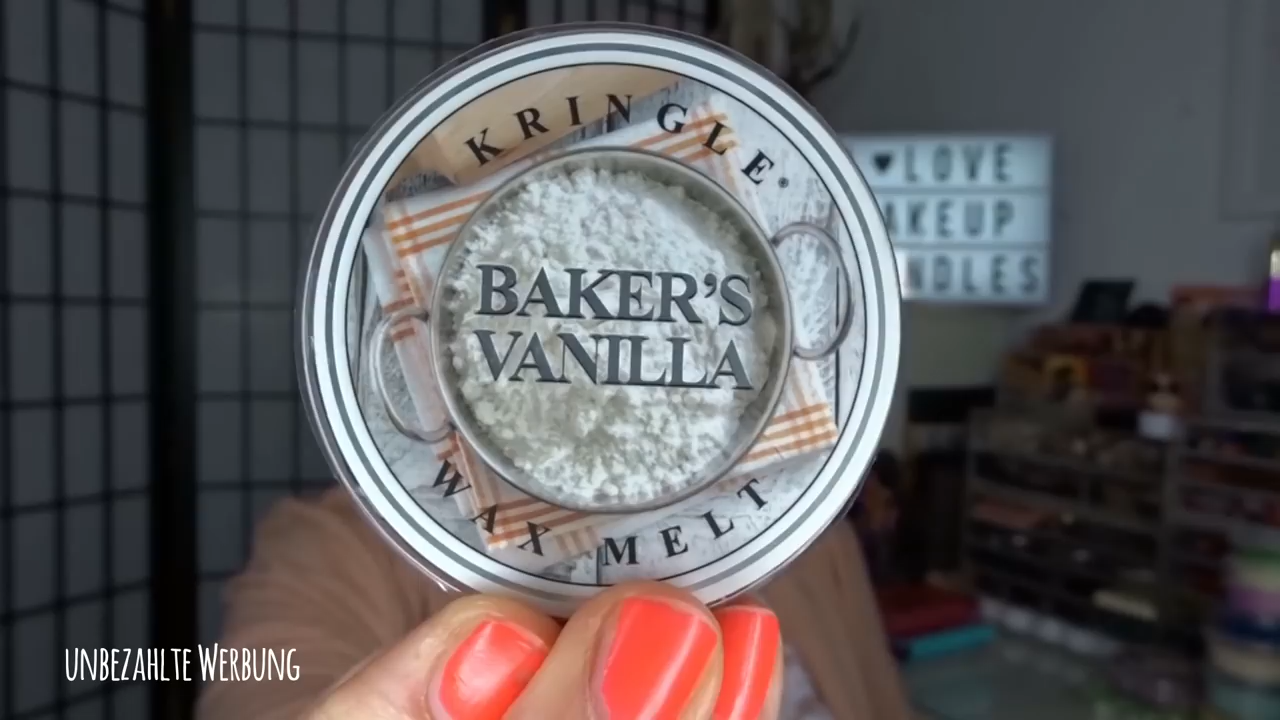 KRINGLE®
BAKER'S
VANILLA
WAX MELT
♥LOVE
AKEUP
NDLES
UNBEZAHLTE WERBUNG